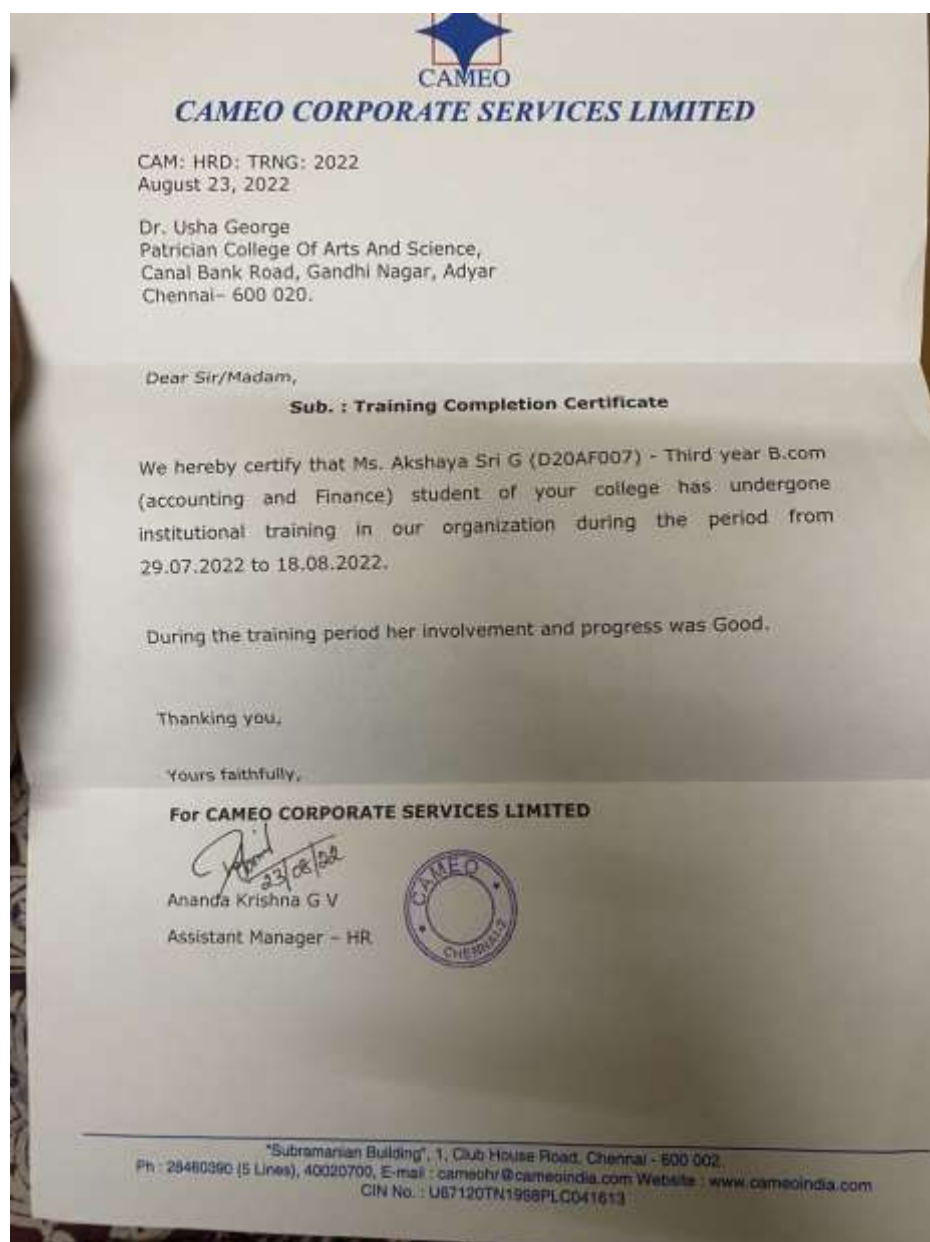 CAMEO
CAMEO CORPORATE SERVICES LIMITED
CAM: HRD: TRNG: 2022
August 23, 2022
Dr. Usha George
Patrician College Of Arts And Science,
Canal Bank Road, Gandhi Nagar, Adyar
Chennai– 600 020.
Dear Sir/Madam,
Sub. : Training Completion Certificate
We hereby certify that Ms. Akshaya Sri G (D20AF007) - Third year B.com
(accounting and Finance) student of your college has undergone
institutional training in our organization during the period from
29.07.2022 to 18.08.2022.
During the training period her involvement and progress was Good.
Thanking you,
Yours faithfully,
For CAMEO CORPORATE SERVICES LIMITED
23/08/22
Ananda Krishna G V
Assistant Manager – HR
CAMEO
CHENNAI-2
"Subramanian Building", 1, Club House Road, Chennai - 600 002.
Ph : 28460390 (5 Lines), 40020700, E-mail : cameohr@cameoindia.com Website : www.cameoindia.com
CIN No. : U67120TN1998PLC041613